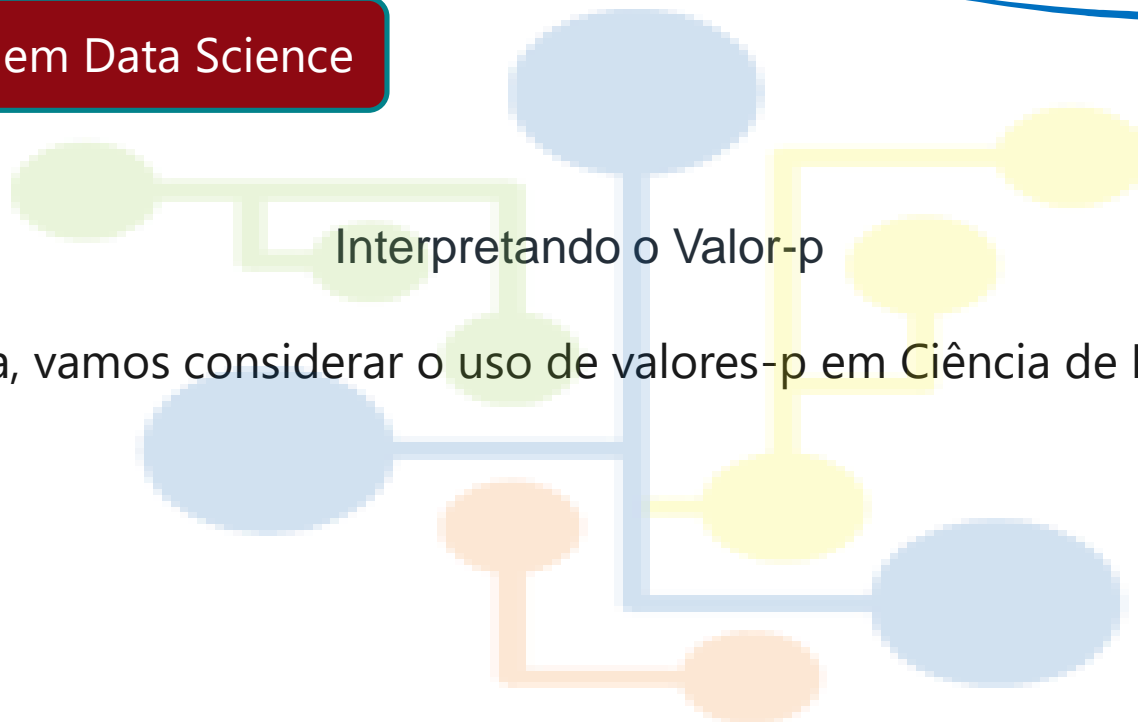 em Data Science
Interpretando o Valor-p
vamos considerar o uso de valores-p em Ciência de